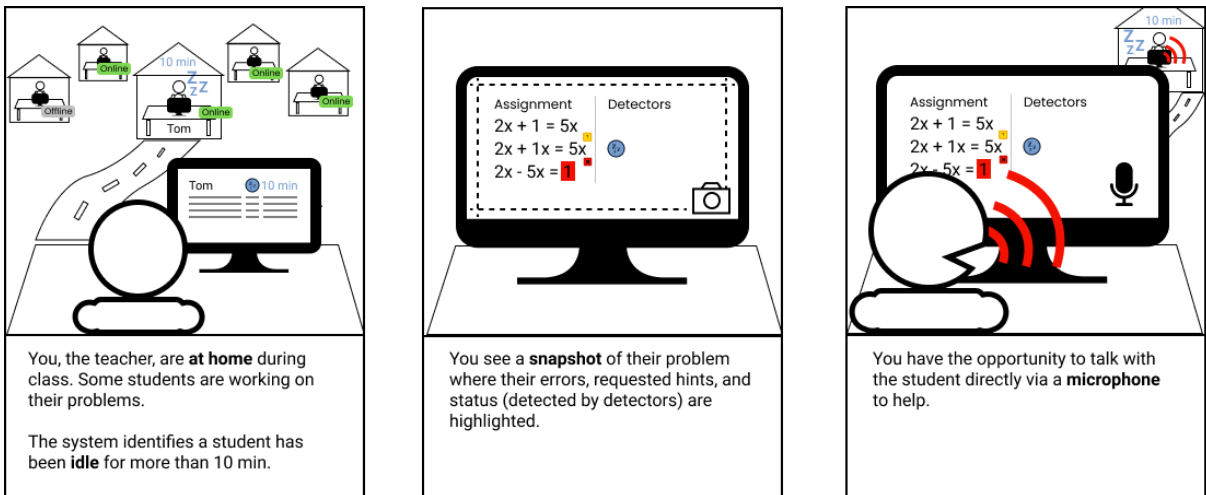 10 min
Online
Online
Z
Z
Z
Z
Online
Offline
Online
Tom
Tom 10 min
You, the teacher, are at home during
class. Some students are working on
their problems.
The system identifies a student has
been idle for more than 10 min.
Assignment Detectors
2x + 1 = 5x
2x + 1x = 5x
2x - 5x = 1
You see a snapshot of their problem
where their errors, requested hints, and
status (detected by detectors) are
highlighted.
10 min
Z
Z
Z
Z
Assignment Detectors
2x + 1 = 5x
2x + 1x = 5x
2x - 5x = 1
You have the opportunity to talk with
the student directly via a microphone
to help.